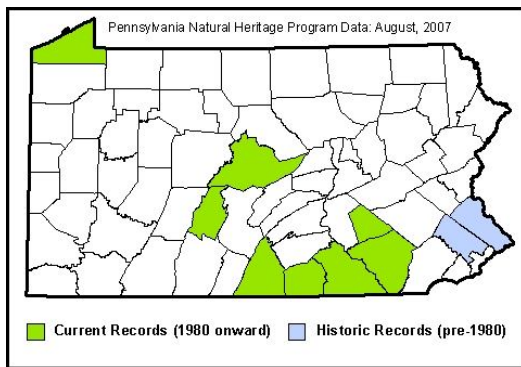 Pennsylvania Natural Heritage Program Data: August, 2007
Current Records (1980 onward)
Historic Records (pre-1980)